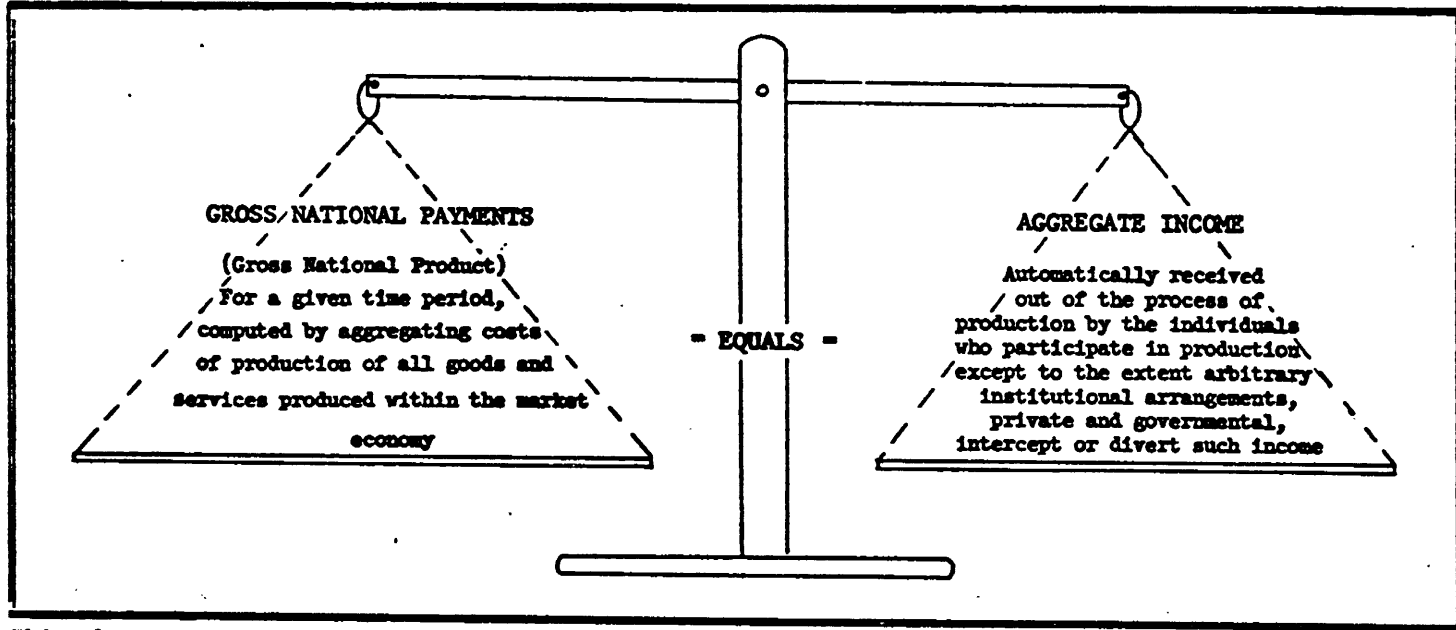 GROSS NATIONAL PAYMENTS
(Gross National Product)
For a given time period,
computed by aggregating costs
of production of all goods and
services produced within the market
economy
= EQUALS =
AGGREGATE INCOME
Automatically received
out of the process of
production by the individuals
who participate in production
except to the extent arbitrary
institutional arrangements,
private and governmental,
intercept or divert such income